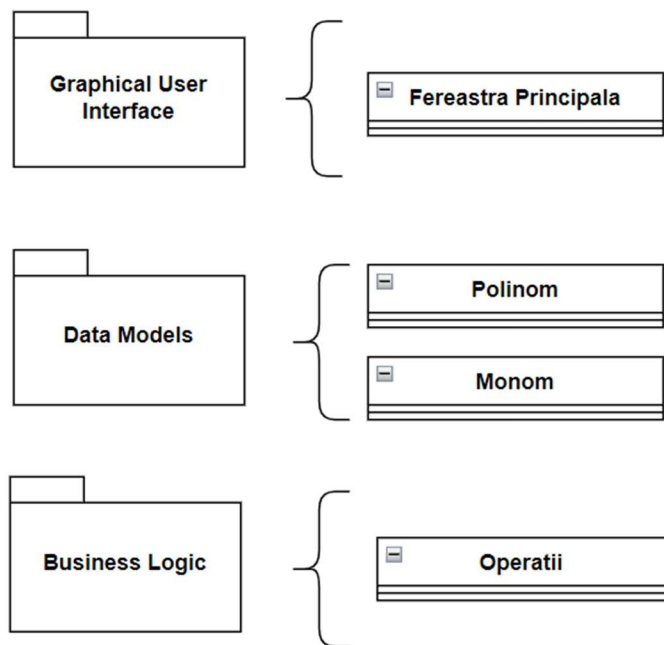 Graphical User
Interface
Fereastra Principala
Data Models
Polinom
Monom
Business Logic
Operatii